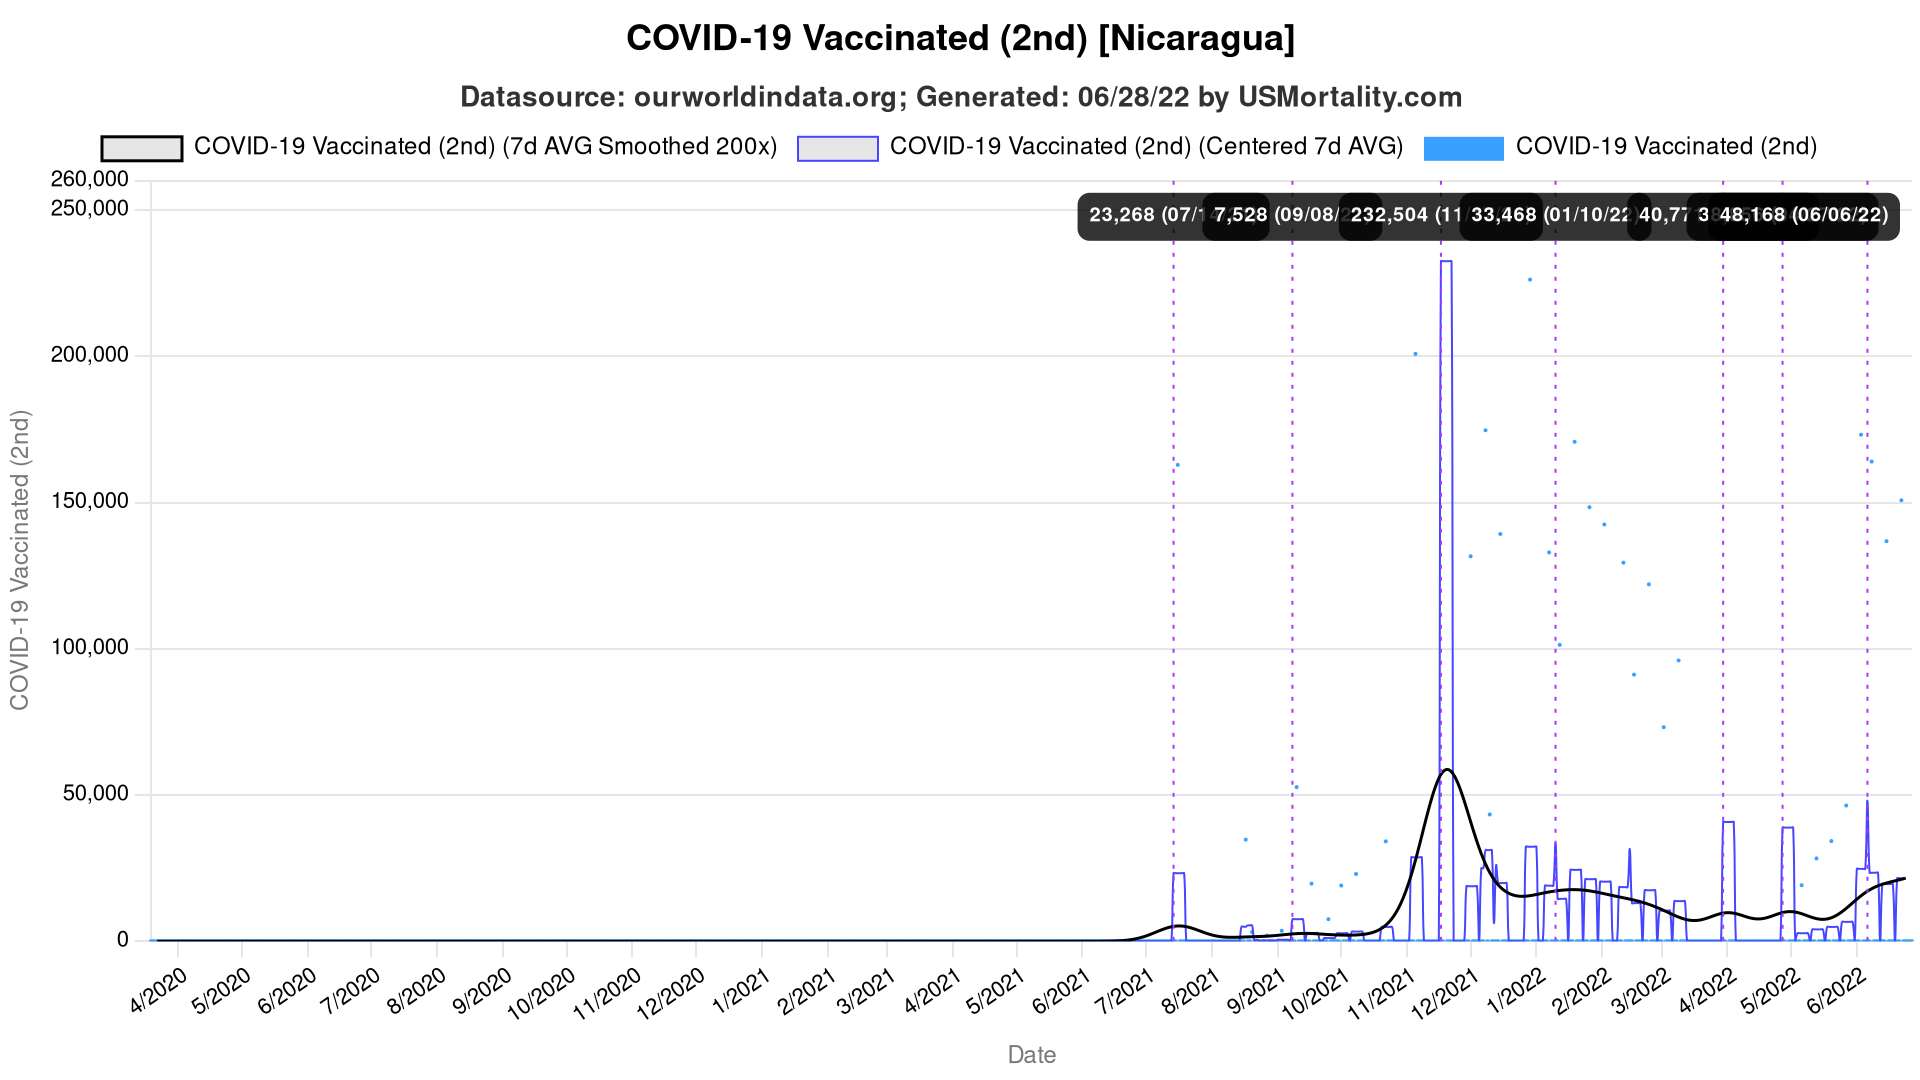 COVID-19 Vaccinated (2nd) [Nicaragua]
Datasource: ourworldindata.org; Generated: 06/28/22 by USMortality.com
COVID-19 Vaccinated (2nd) (7d AVG Smoothed 200x) COVID-19 Vaccinated (2nd) (Centered 7d AVG) COVID-19 Vaccinated (2nd)
260,000
250,000
23,268 (07/1 7,528 (09/08/ 232,504 (11/ 33,468 (01/10/22) 40,77 48,168 (06/06/22)
200,000
150,000
100,000
50,000
0
COVID-19 Vaccinated (2nd)
4/2020 5/2020 6/2020 7/2020 8/2020 9/2020 10/2020 11/2020 12/2020 1/2021 2/2021 3/2021 4/2021 5/2021 6/2021 7/2021 8/2021 9/2021 10/2021 11/2021 12/2021 1/2022 2/2022 3/2022 4/2022 5/2022 6/2022
Date